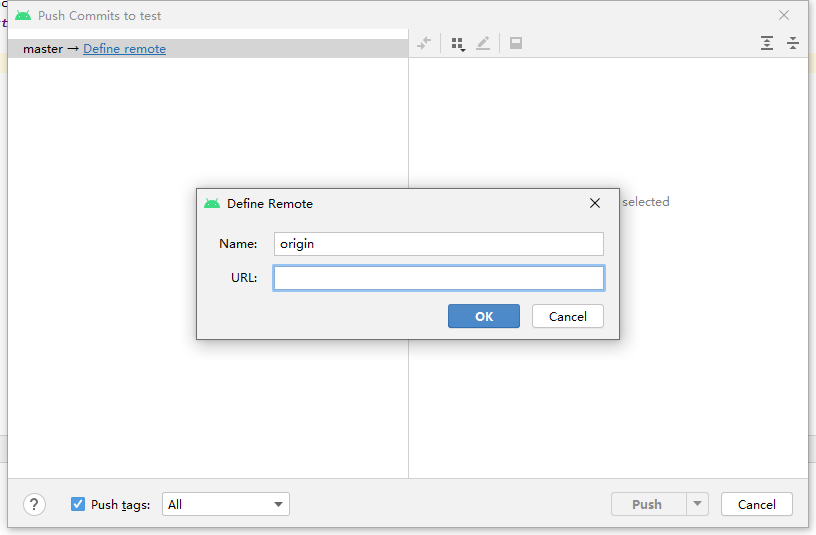 Push Commits to test
master → Define remote
selected
Define Remote
Name: origin
URL:
OK Cancel
? Push tags: All Push Cancel